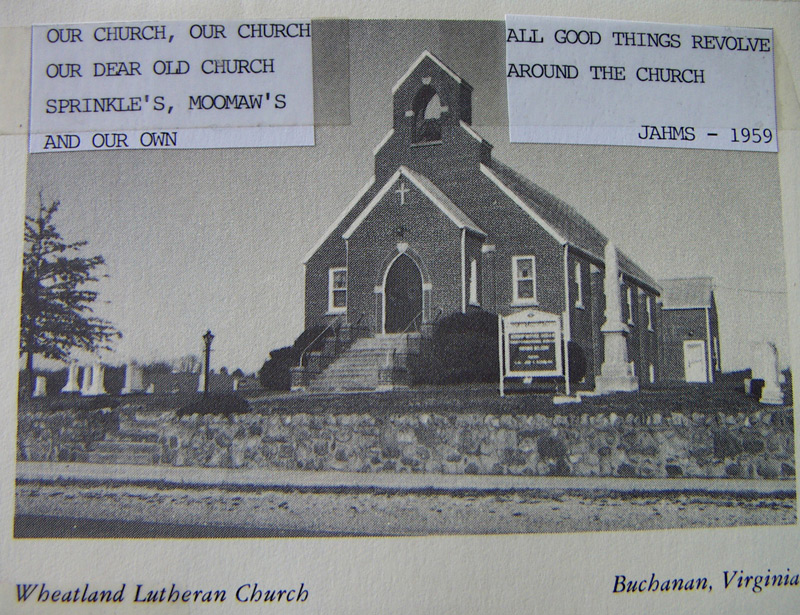 OUR CHURCH, OUR CHURCH
OUR DEAR OLD CHURCH
SPRINKLE'S, MOOMAW'S
AND OUR OWN
ALL GOOD THINGS REVOLVE
AROUND THE CHURCH
JAHMS - 1959
Wheatland Lutheran Church
Buchanan, Virginia